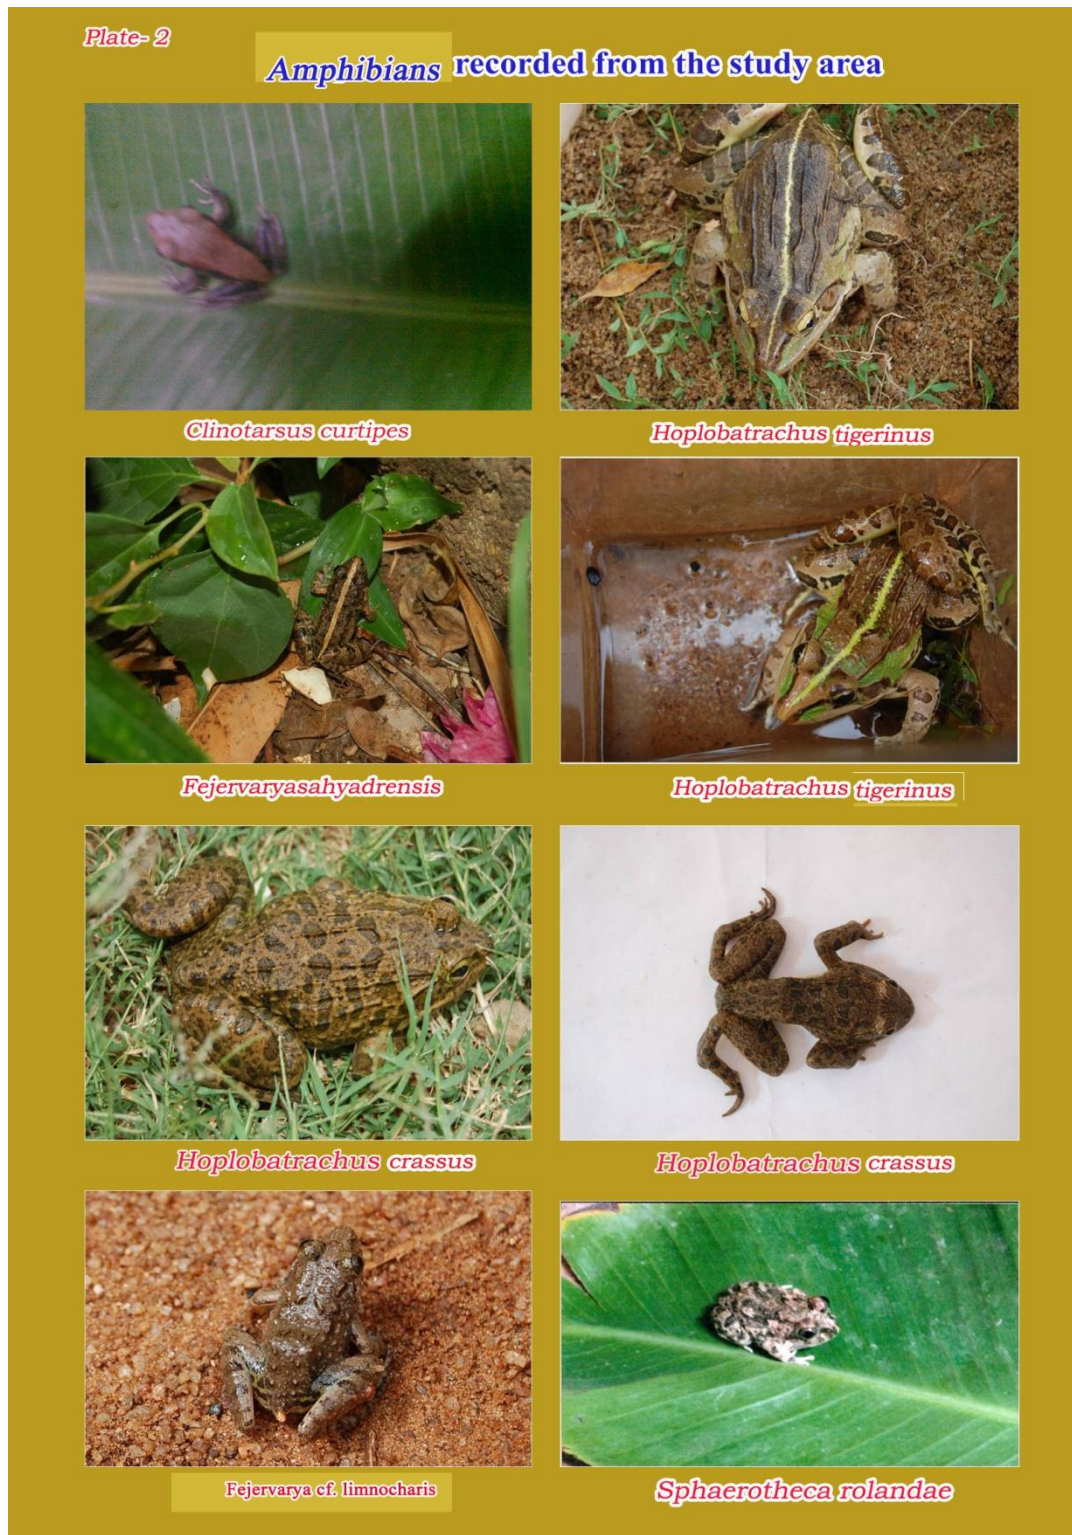 Plate- 2
Amphibians recorded from the study area
Clinotarsus curtipes
Hoplobatrachus tigerinus
Fejervaryasahyadrensis
Hoplobatrachus tigerinus
Hoplobatrachus crassus
Hoplobatrachus crassus
Fejervarya cf. limnocharis
Sphaerotheca rolandae